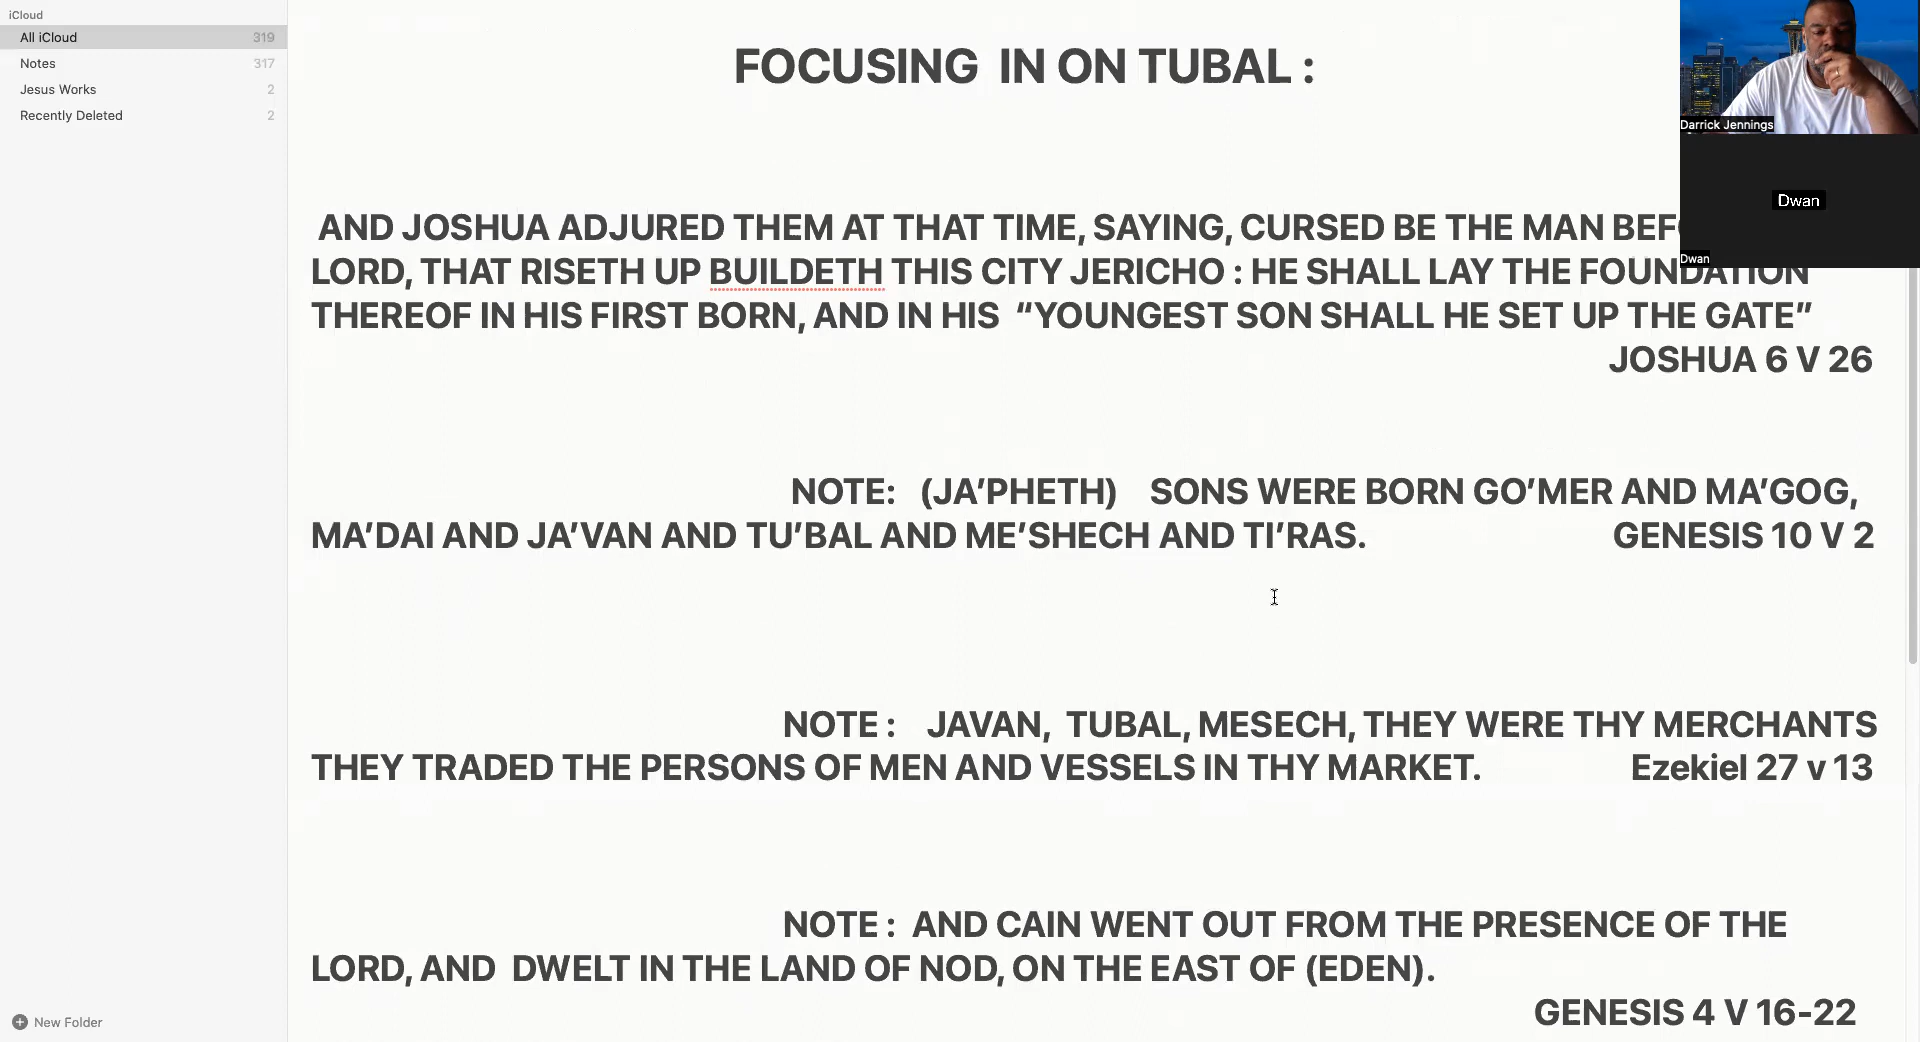 iCloud
All iCloud 319
Notes 317
Jesus Works 2
Recently Deleted 2
New Folder
FOCUSING IN ON TUBAL :
AND JOSHUA ADJURED THEM AT THAT TIME, SAYING, CURSED BE THE MAN
LORD, THAT RISETH UP BUILDETH THIS CITY JERICHO : HE SHALL LAY THE FOUNDATION
THEREOF IN HIS FIRST BORN, AND IN HIS “YOUNGEST SON SHALL HE SET UP THE GATE”
JOSHUA 6 V 26
NOTE: (JA’PHETH) SONS WERE BORN GO’MER AND MA’GOG,
MA’DAI AND JA’VAN AND TU’BAL AND ME’SHECH AND TI’RAS. GENESIS 10 V 2
NOTE : JAVAN, TUBAL, MESECH, THEY WERE THY MERCHANTS
THEY TRADED THE PERSONS OF MEN AND VESSELS IN THY MARKET. Ezekiel 27 v 13
NOTE : AND CAIN WENT OUT FROM THE PRESENCE OF THE
LORD, AND DWELT IN THE LAND OF NOD, ON THE EAST OF (EDEN).
GENESIS 4 V 16-22
Darrick Jennings
Dwan
Dwan